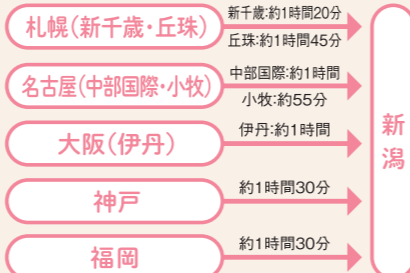 札幌(新千歳・丘珠)
新千歳:約1時間20分
丘珠:約1時間45分
名古屋(中部国際・小牧)
中部国際:約1時間
小牧:約55分
大阪(伊丹)
伊丹:約1時間
神戸
約1時間30分
福岡
約1時間30分
新潟